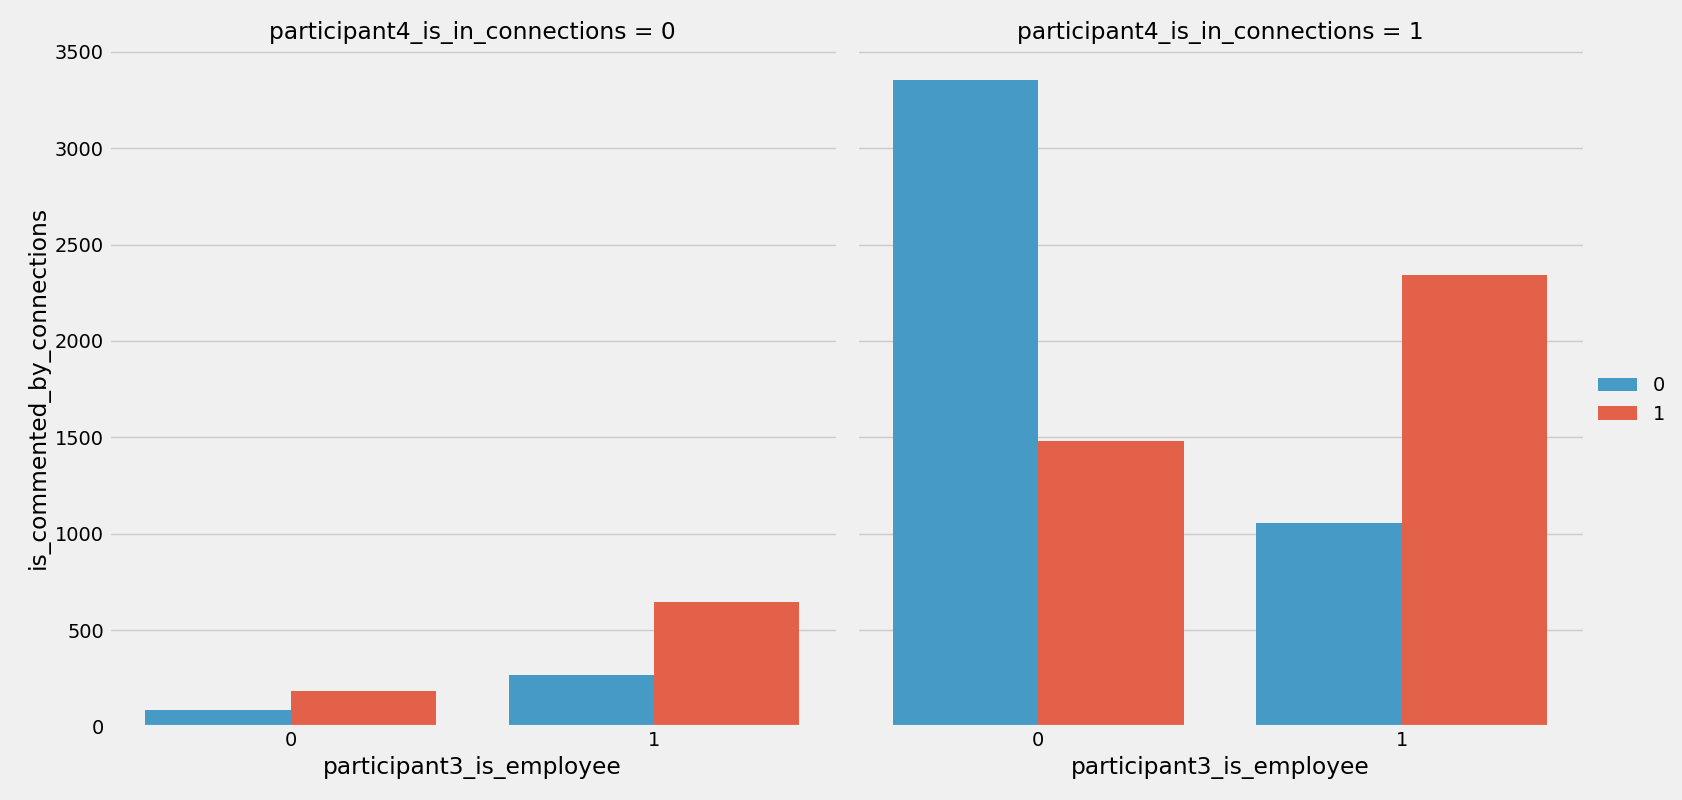 participant4_is_in_connections = 0
participant4_is_in_connections = 1
is_commented_by_connections
3500
3000
2500
2000
1500
1000
500
0
0
1
0
1
participant3_is_employee
participant3_is_employee
0
1